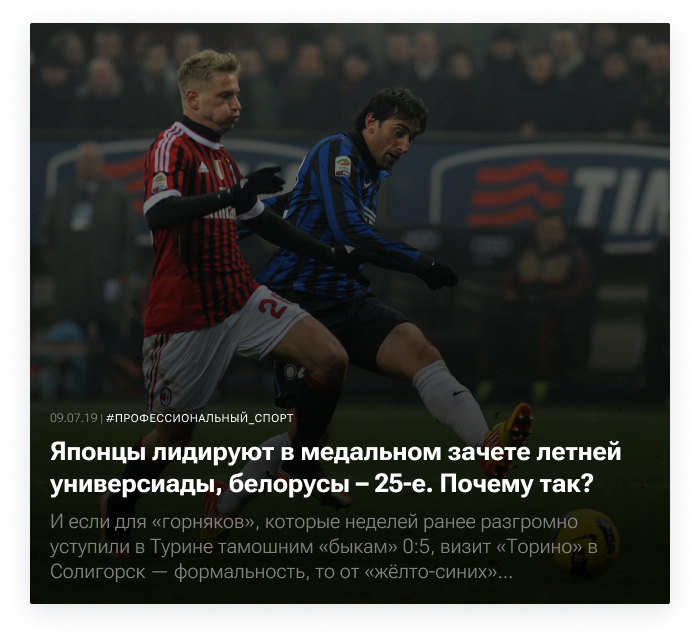 TIM
09.07.19 | #ПРОФЕССИОНАЛЬНЫЙ_СПОРТ
Японцы лидируют в медальном зачете летней
универсиады, белорусы – 25-е. Почему так?
И если для «горняков», которые неделей ранее разгромно
уступили в Турине тамошним «быкам» 0:5, визит «Торино» в
Солигорск — формальность, то от «жёлто-синих»...